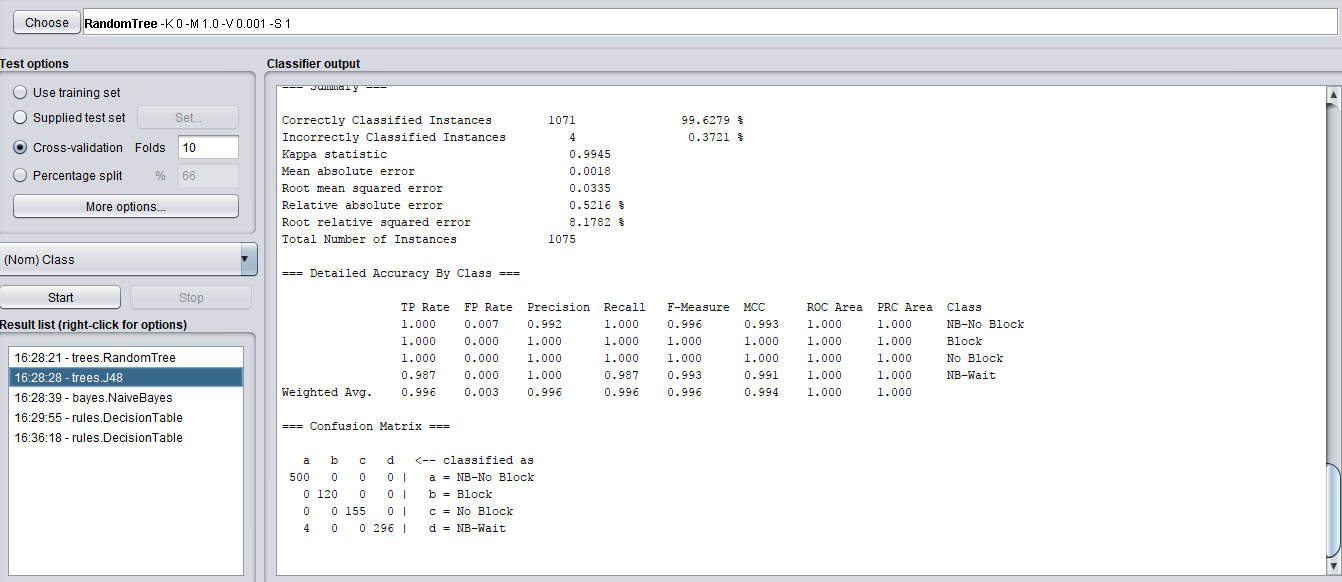 Choose RandomTree -K 0 -M 1.0 -V 0.001 -S 1
Test options
Use training set
Supplied test set Set...
Cross-validation Folds 10
Percentage split % 66
More options...
(Nom) Class
Start Stop
Result list (right-click for options)
16:28:21 - trees.RandomTree
16:28:28 - trees.J48
16:28:39 - bayes.NaiveBayes
16:29:55 - rules.DecisionTable
16:36:18 - rules.DecisionTable
Classifier output
=== Summary ===
Correctly Classified Instances 1071 99.6279 %
Incorrectly Classified Instances 4 0.3721 %
Kappa statistic 0.9945
Mean absolute error 0.0018
Root mean squared error 0.0335
Relative absolute error 0.5216 %
Root relative squared error 8.1782 %
Total Number of Instances 1075
=== Detailed Accuracy By Class ===
TP Rate FP Rate Precision Recall F-Measure MCC ROC Area PRC Area Class
1.000 0.007 0.992 1.000 0.996 0.993 1.000 1.000 NB-No Block
1.000 0.000 1.000 1.000 1.000 1.000 1.000 1.000 Block
1.000 0.000 1.000 1.000 1.000 1.000 1.000 1.000 No Block
0.987 0.000 1.000 0.987 0.993 0.991 1.000 1.000 NB-Wait
Weighted Avg. 0.996 0.003 0.996 0.996 0.996 0.994 1.000 1.000
=== Confusion Matrix ===
a b c d <-- classified as
500 0 0 0 | a = NB-No Block
0 120 0 0 | b = Block
0 0 155 0 | c = No Block
4 0 0 296 | d = NB-Wait